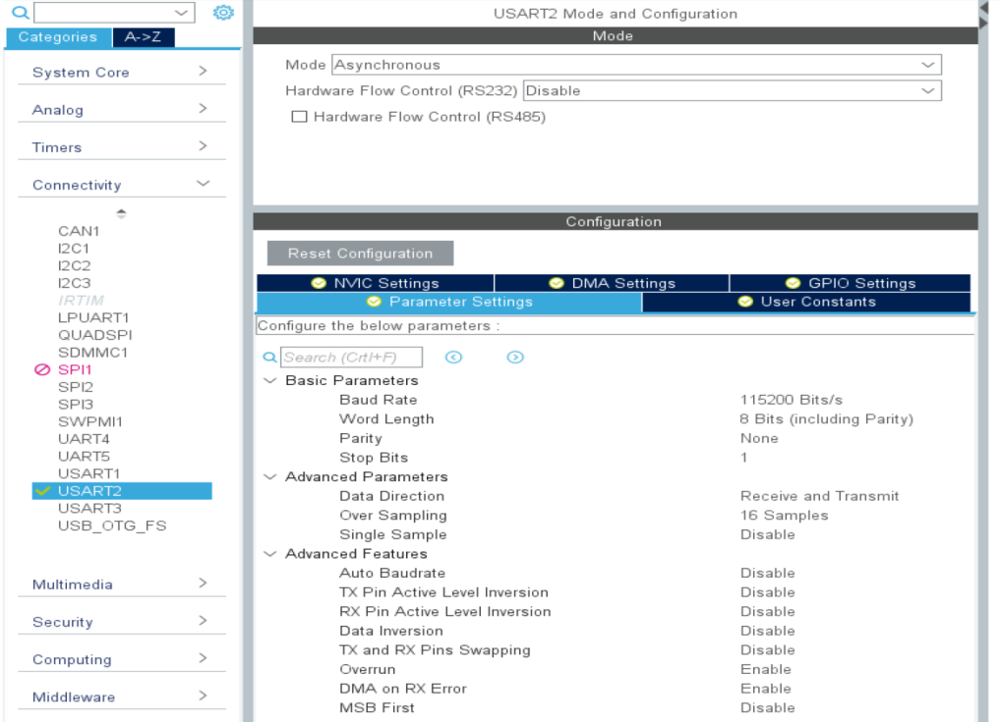 Categories A->Z
System Core
Analog
Timers
Connectivity
CAN1
I2C1
I2C2
I2C3
IRTIM
LPUART1
QUADSPI
SDMMC1
SPI1
SPI2
SPI3
SWPMI1
UART4
UART5
USART1
USART2
USART3
USB_OTG_FS
Multimedia
Security
Computing
Middleware
USART2 Mode and Configuration
Mode
Mode Asynchronous
Hardware Flow Control (RS232) Disable
Hardware Flow Control (RS485)
Configuration
Reset Configuration
NVIC Settings DMA Settings GPIO Settings
Parameter Settings User Constants
Configure the below parameters :
Search (Crtl+F)
Basic Parameters
Baud Rate 115200 Bits/s
Word Length 8 Bits (including Parity)
Parity None
Stop Bits 1
Advanced Parameters
Data Direction Receive and Transmit
Over Sampling 16 Samples
Single Sample Disable
Advanced Features
Auto Baudrate Disable
TX Pin Active Level Inversion Disable
RX Pin Active Level Inversion Disable
Data Inversion Disable
TX and RX Pins Swapping Disable
Overrun Enable
DMA on RX Error Enable
MSB First Disable